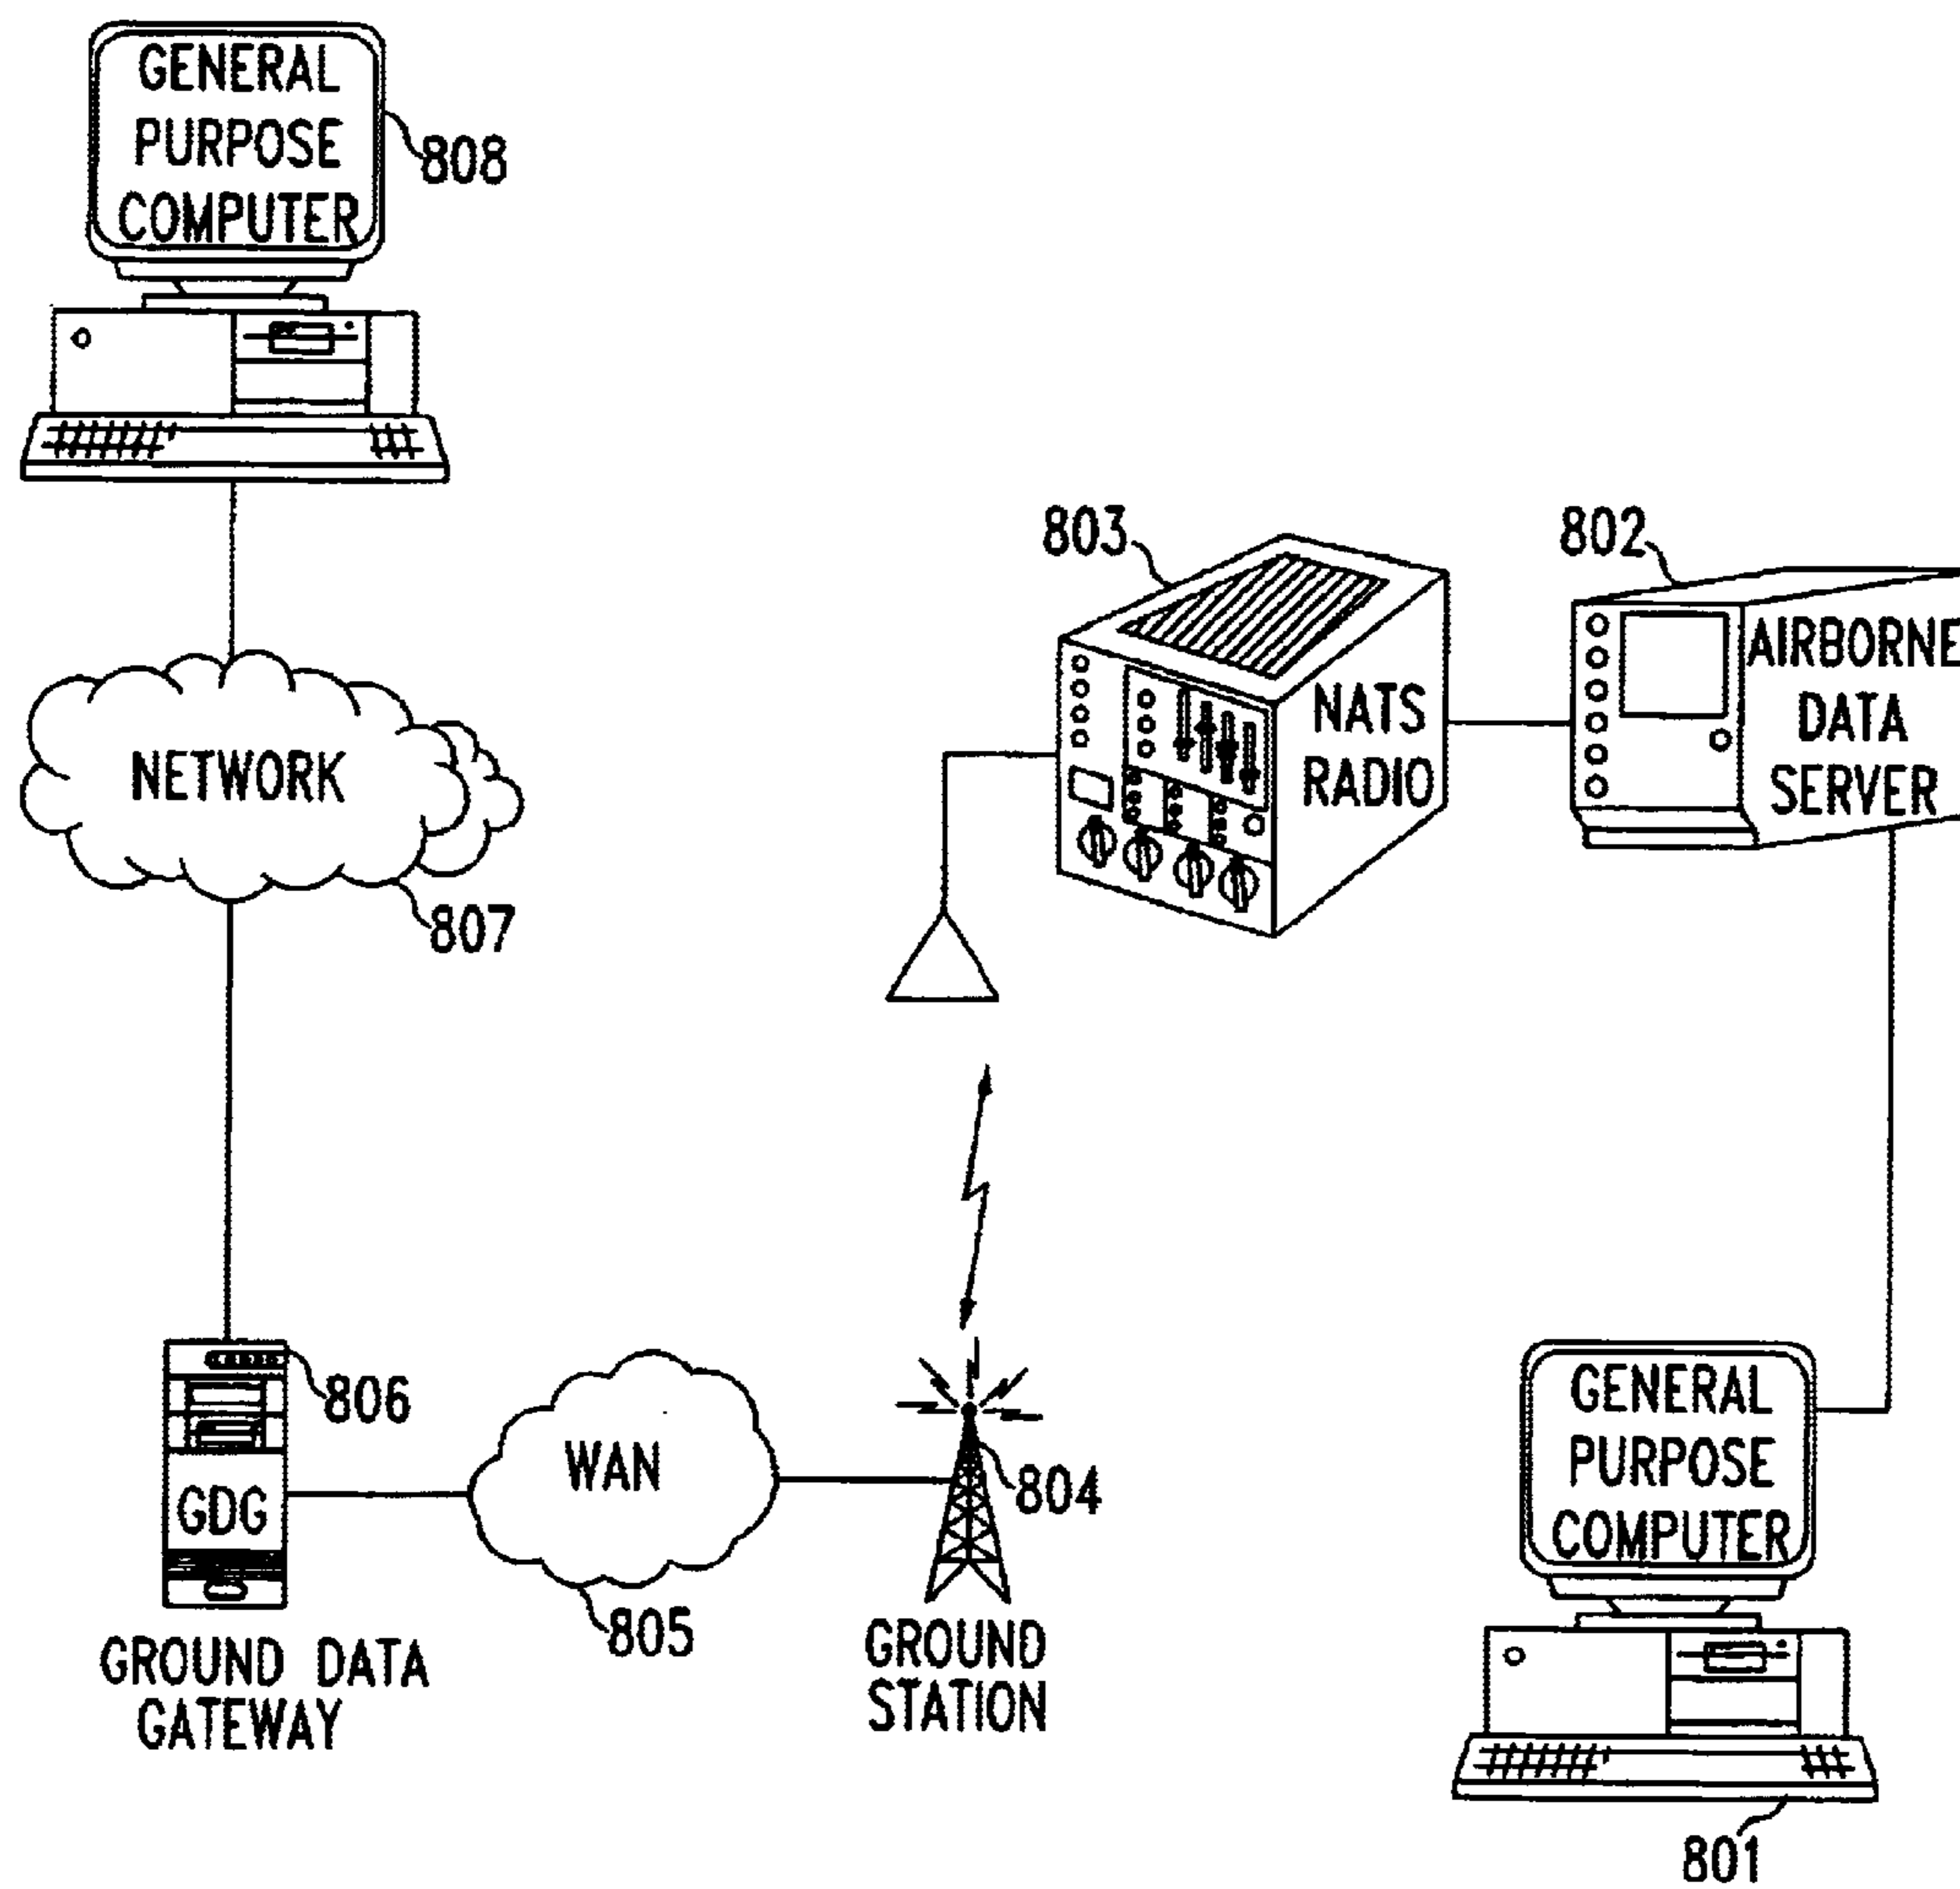 GENERAL
PURPOSE
COMPUTER
808
803
802
NATS
RADIO
AIRBORNE
DATA
SERVER
NETWORK
807
806
GDG
GROUND DATA
GATEWAY
WAN
805
804
GROUND
STATION
GENERAL
PURPOSE
COMPUTER
801